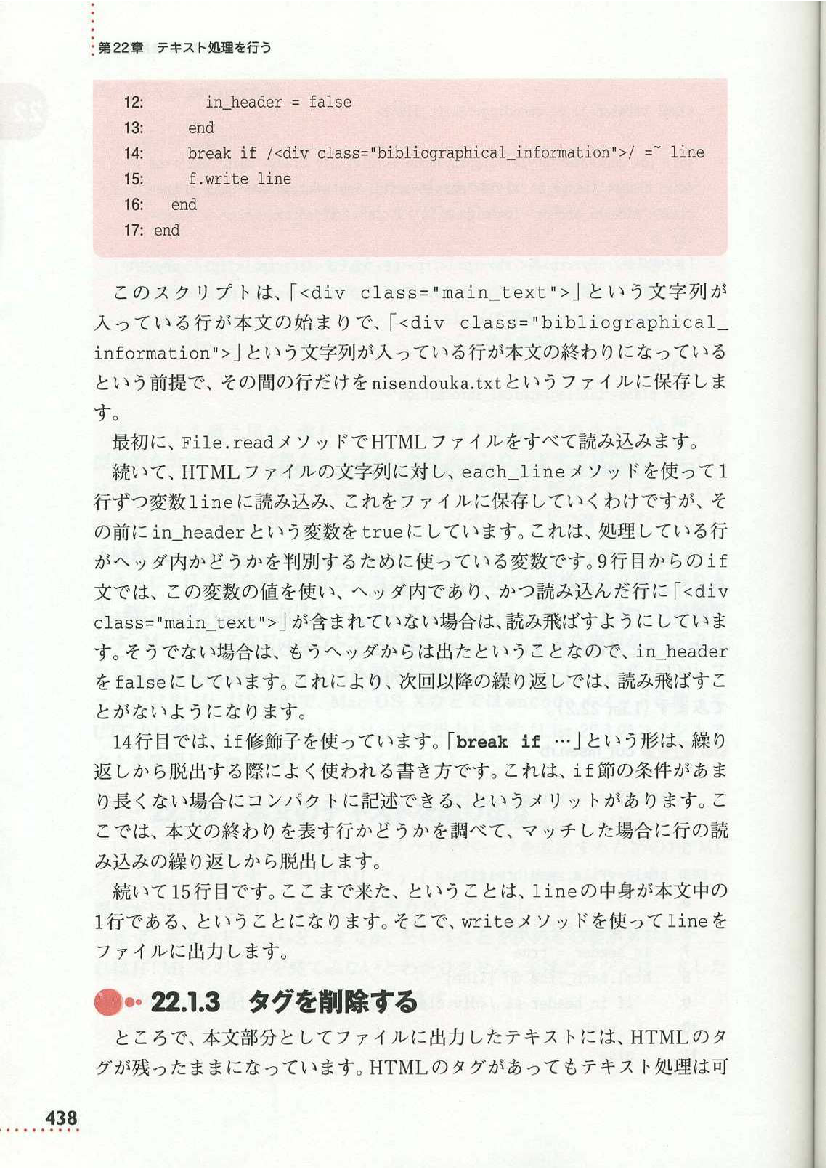 第22章　テキスト処理を行う
12:       in_header = false
13:     end
14:     break if /<div class="bibliographical_information">/ =~ line
15:     f.write line
16:   end
17: end
このスクリプトは、「<div class="main_text">」という文字列が
入っている行が本文の始まりで、「<div class="bibliographical_
information">」という文字列が入っている行が本文の終わりになっている
という前提で、その間の行だけをnisendouka.txtというファイルに保存しま
す。
最初に、File.readメソッドでHTMLファイルをすべて読み込みます。
続いて、HTMLファイルの文字列に対し、each_lineメソッドを使って1
行ずつ変数lineに読み込み、これをファイルに保存していくわけですが、そ
の前にin_headerという変数をtrueにしています。これは、処理している行
がヘッダ内かどうかを判別するために使っている変数です。9行目からのif
文では、この変数の値を使い、ヘッダ内であり、かつ読み込んだ行に「<div
class="main_text">」が含まれていない場合は、読み飛ばすようにしていま
す。そうでない場合は、もうヘッダからは出たということなので、in_header
をfalseにしています。これにより、次回以降の繰り返しでは、読み飛ばすこ
とがないようになります。
14行目では、if修飾子を使っています。「break if …」という形は、繰り
返しから脱出する際によく使われる書き方です。これは、if節の条件があま
り長くない場合にコンパクトに記述できる、というメリットがあります。こ
こでは、本文の終わりを表す行かどうかを調べて、マッチした場合に行の読
み込みの繰り返しから脱出します。
続いて15行目です。ここまで来た、ということは、lineの中身が本文中の
1行である、ということになります。そこで、writeメソッドを使ってlineを
ファイルに出力します。
22.1.3　タグを削除する
ところで、本文部分としてファイルに出力したテキストには、HTMLのタ
グが残ったままになっています。HTMLのタグがあってもテキスト処理は可
438